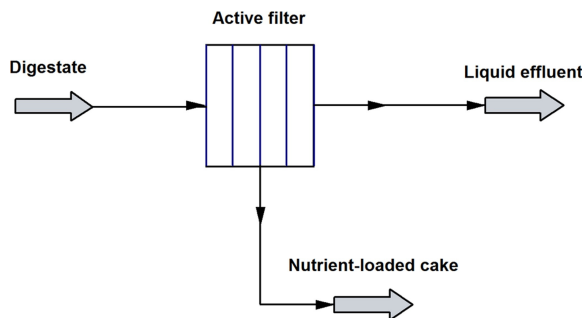 Active filter
Digestate
Liquid effluent
Nutrient-loaded cake